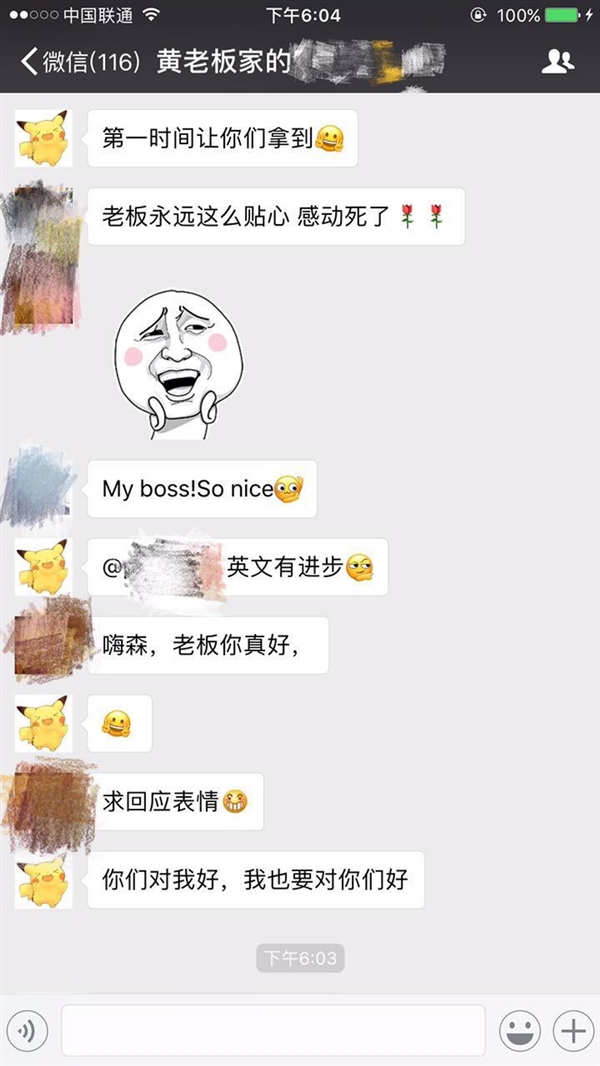 中国联通 下午6:04 100%
微信(116) 黄老板家的
第一时间让你们拿到
老板永远这么贴心 感动死了
My boss!So nice
@ 英文有进步
嗨森，老板你真好，
求回应表情
你们对我好，我也要对你们好
下午6:03